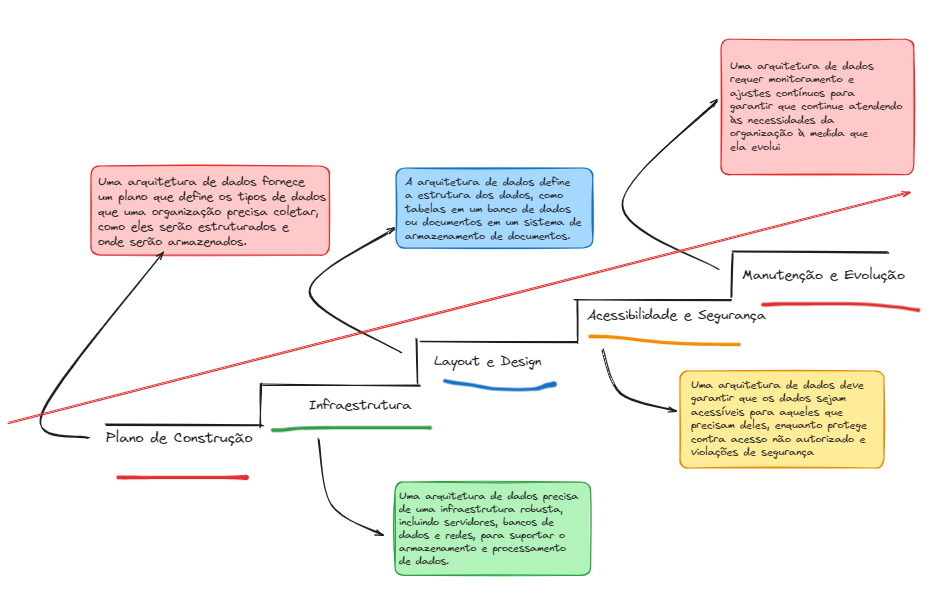 Uma arquitetura de dados
requer monitoramento e
ajustes contínuos para
garantir que continue atendendo
às necessidades da
organização à medida que
ela evolui
Uma arquitetura de dados fornece
um plano que define os tipos de dados
que uma organização precisa coletar,
como eles serão estruturados e
onde serão armazenados.
A arquitetura de dados define
a estrutura dos dados, como
tabelas em um banco de dados
ou documentos em um sistema de
armazenamento de documentos.
Manutenção e Evolução
Acessibilidade e Segurança
Layout e Design
Infraestrutura
Plano de Construção
Uma arquitetura de dados deve
garantir que os dados sejam
acessíveis para aqueles que
precisam deles, enquanto protege
contra acesso não autorizado e
violações de segurança
Uma arquitetura de dados precisa
de uma infraestrutura robusta,
incluindo servidores, bancos de
dados e redes, para suportar o
armazenamento e processamento
de dados.